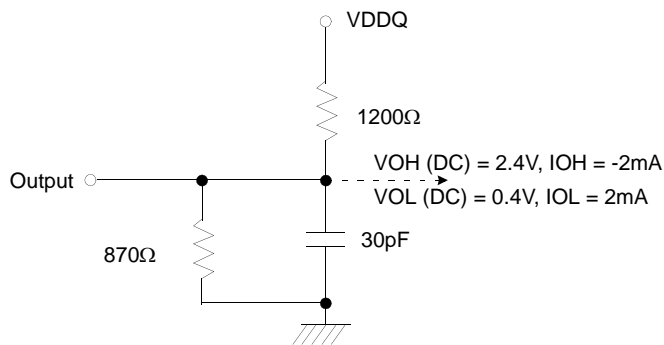 VDDQ
1200Ω
VOH (DC) = 2.4V, IOH = -2mA
Output
VOL (DC) = 0.4V, IOL = 2mA
870Ω
30pF